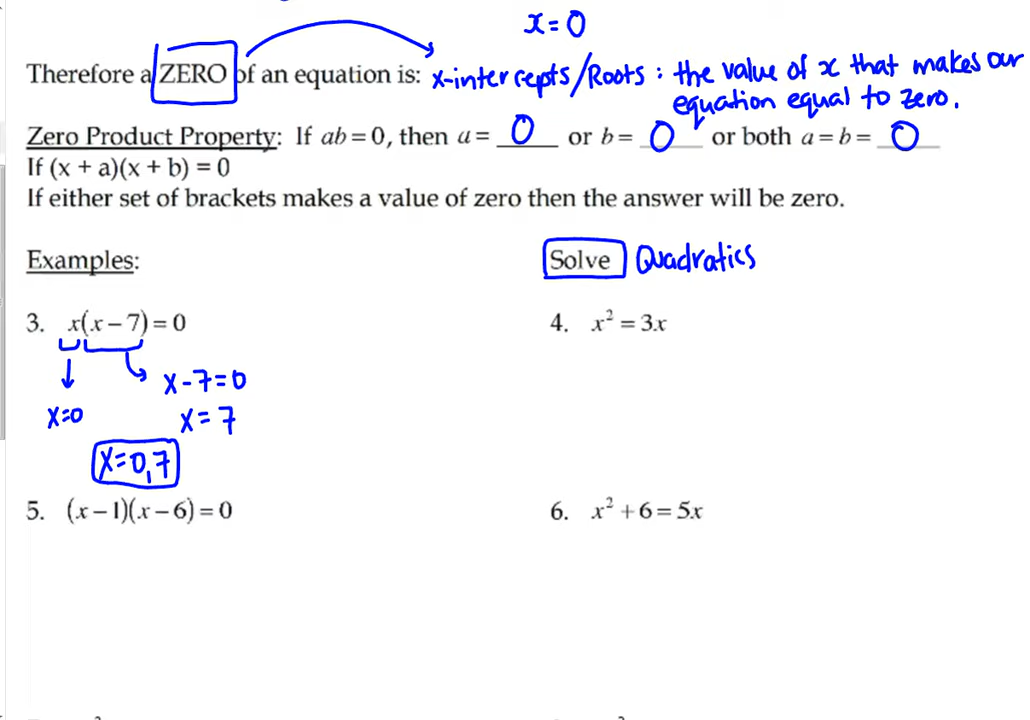 x = 0
Therefore a ZERO of an equation is: x-intercepts/Roots: the value of x that makes our
equation equal to zero.
Zero Product Property: If ab = 0, then a = 0 or b = 0 or both a = b = 0
If (x + a)(x + b) = 0
If either set of brackets makes a value of zero then the answer will be zero.
Examples: Solve Quadratics
3. x(x – 7) = 0 4. x² = 3x
x - 7 = 0
x=0 x = 7
x=0,7
5. (x – 1)(x – 6) = 0 6. x² + 6 = 5x